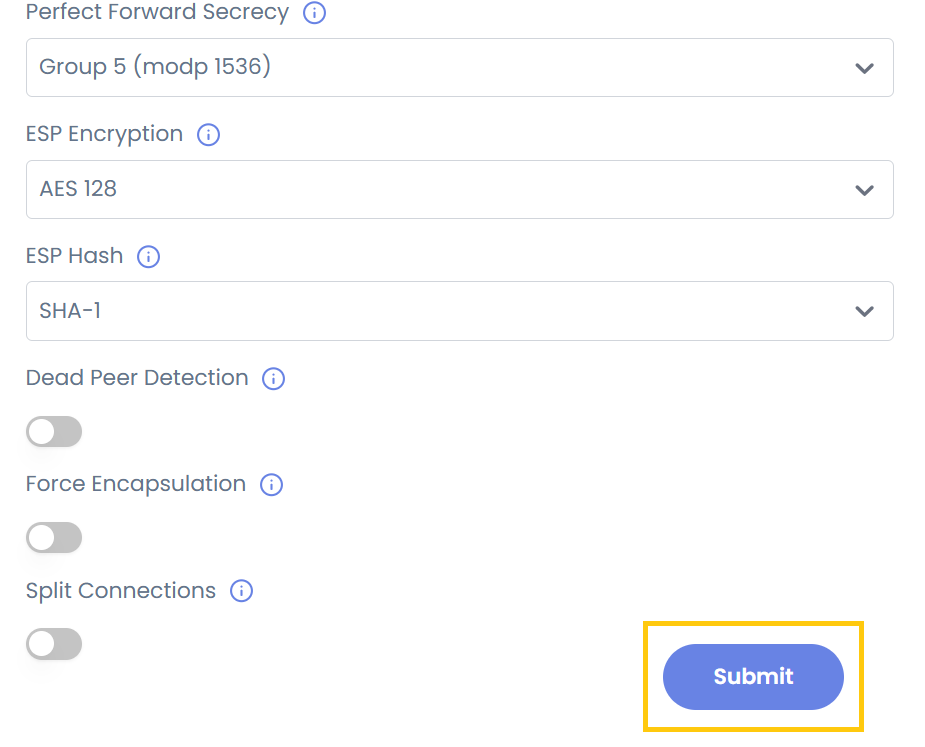 Perfect Forward Secrecy
Group 5 (modp 1536)
ESP Encryption
AES 128
ESP Hash
SHA-1
Dead Peer Detection
Force Encapsulation
Split Connections
Submit